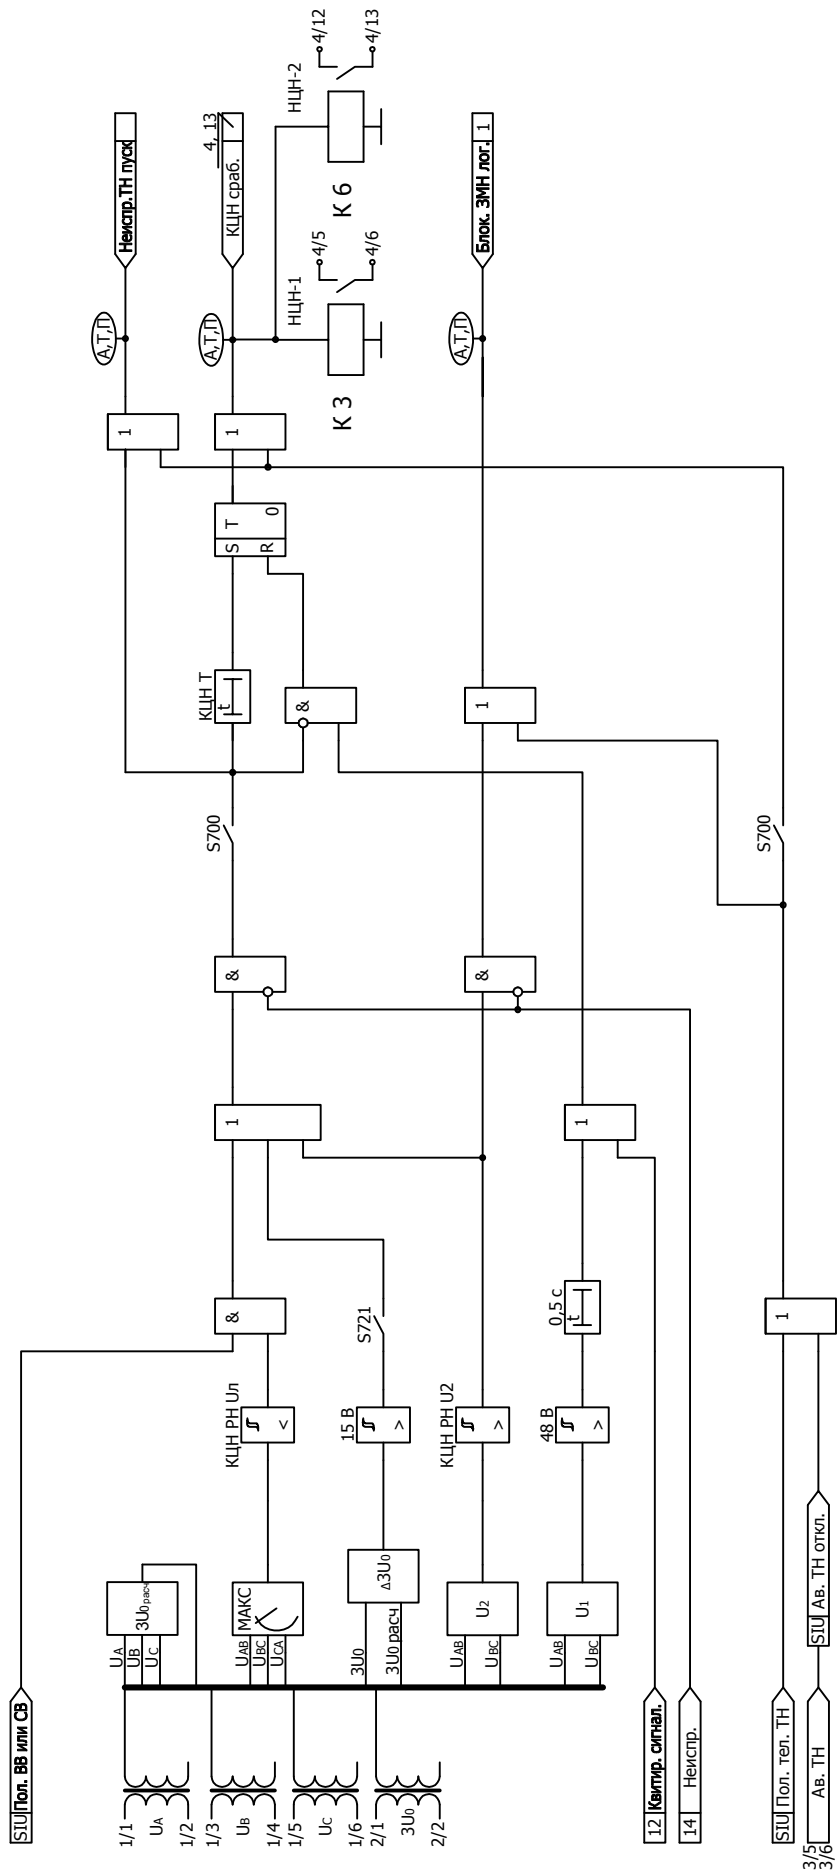 SIU Пол. ВВ или СВ
1/1
UA
1/2
1/3
UB
1/4
1/5
UC
1/6
2/1
3U0
2/2
12 Квитир. сигнал.
14 Неиспр.
SIU Пол. тел. ТН
3/5
3/6
Ав. ТН
SIU Ав. ТН откл.
UA
UB
UC
3U0расч
UAB
UBC
UCA
МАКС
3U0
3U0расч
Δ3U0
UAB
UBC
U2
UAB
UBC
U1
КЦН РН Uл
<
15 В
>
КЦН РН U2
>
48 В
>
&
S721
0,5 с
t
1
1
1
&
&
S700
S700
КЦН Т
t
&
1
S T 0
R
1
1
А,Т,П
А,Т,П
А,Т,П
Неиспр.ТН пуск
КЦН сраб.
4, 13
Блок. ЗМН лог. 1
НЦН-1
К 3
4/5
4/6
НЦН-2
К 6
4/12
4/13